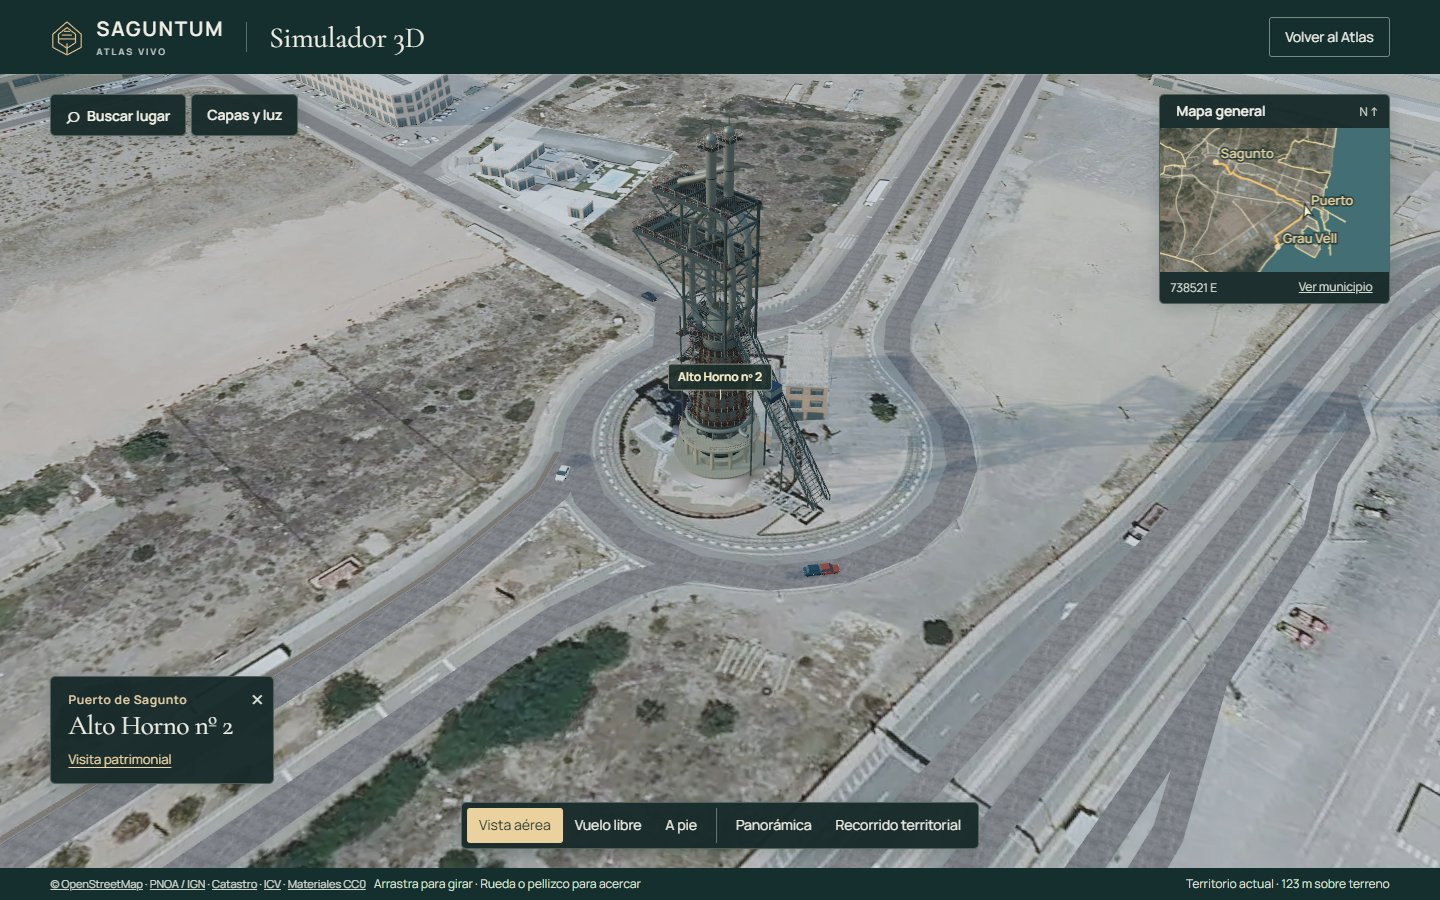 SAGUNTUM
ATLAS VIVO
Simulador 3D
Volver al Atlas
Buscar lugar
Capas y luz
Mapa general
N ↑
Sagunto
Puerto
Grau Vell
738521 E
Ver municipio
Alto Horno nº 2
Puerto de Sagunto
Alto Horno nº 2
Visita patrimonial
Vista aérea
Vuelo libre
A pie
Panorámica
Recorrido territorial
© OpenStreetMap · PNOA / IGN · Catastro · ICV · Materiales CC0 Arrastra para girar · Rueda o pellizco para acercar
Territorio actual · 123 m sobre terreno